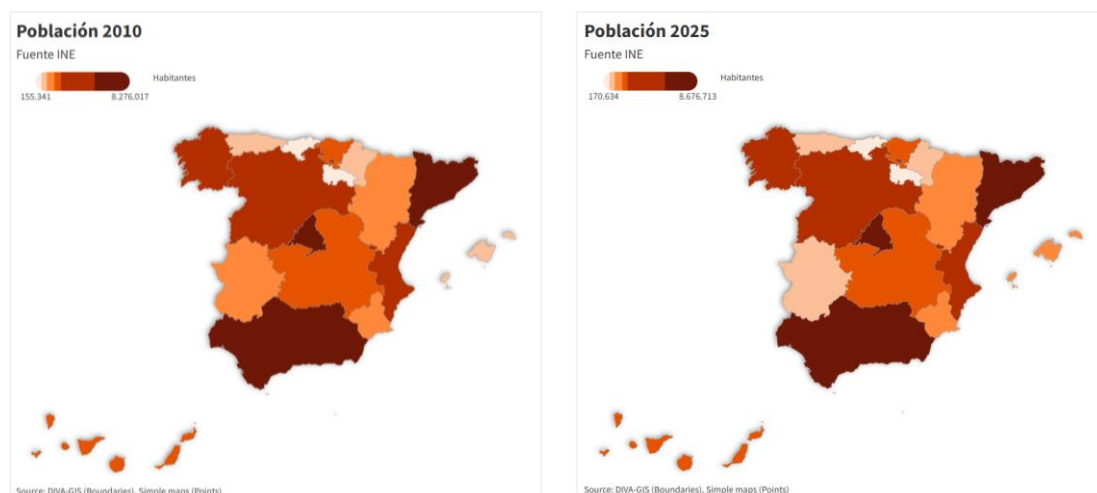 Población 2010
Fuente INE
Habitantes
155.341 8.276.017
Source: DIVA-GIS (Boundaries), Simple maps (Points)
Población 2025
Fuente INE
Habitantes
170.634 8.676.713
Source: DIVA-GIS (Boundaries), Simple maps (Points)